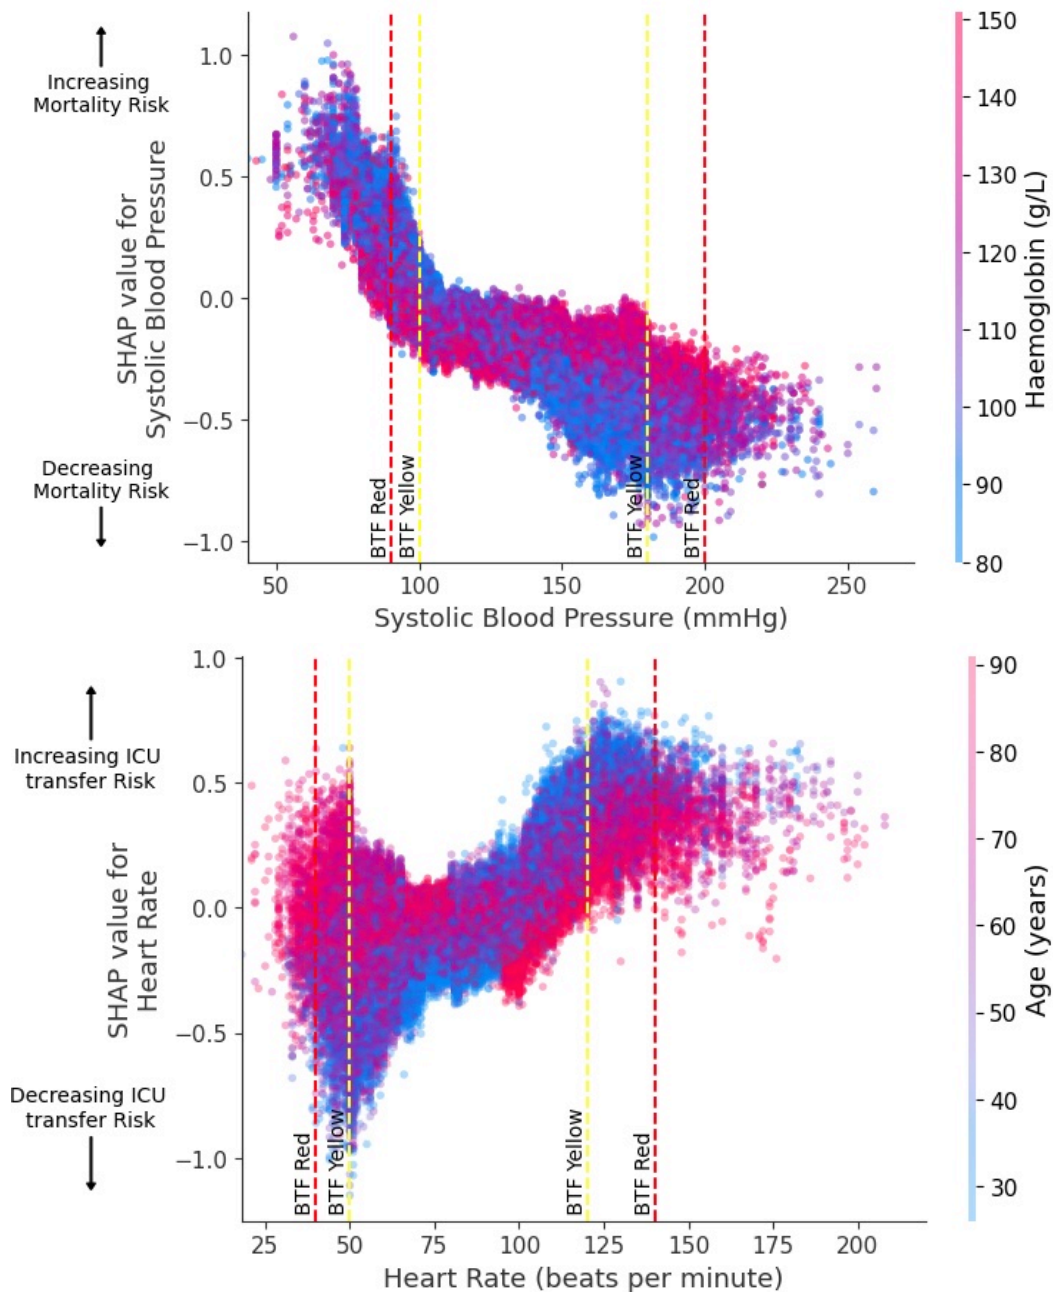 Increasing
Mortality Risk
SHAP value for
Systolic Blood Pressure
Decreasing
Mortality Risk
1.0
0.5
0.0
−0.5
−1.0
BTF Red
BTF Yellow
BTF Yellow
BTF Red
50
100
150
200
250
Systolic Blood Pressure (mmHg)
150
140
130
120
110
100
90
80
Haemoglobin (g/L)
Increasing ICU
transfer Risk
SHAP value for
Heart Rate
Decreasing ICU
transfer Risk
1.0
0.5
0.0
−0.5
−1.0
BTF Red
BTF Yellow
BTF Yellow
BTF Red
25
50
75
100
125
150
175
200
Heart Rate (beats per minute)
90
80
70
60
50
40
30
Age (years)